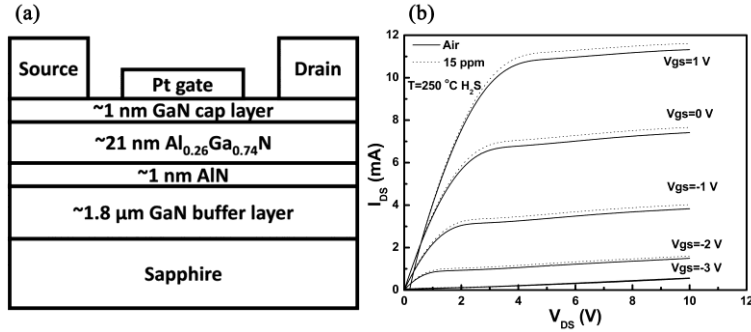 (a)
Source
Pt gate
Drain
~1 nm GaN cap layer
~21 nm Al₀.₂₆Ga₀.₇₄N
~1 nm AlN
~1.8 µm GaN buffer layer
Sapphire
(b)
Air
15 ppm
T=250 °C H₂S
Vgs=1 V
Vgs=0 V
Vgs=-1 V
Vgs=-2 V
Vgs=-3 V
I_DS (mA)
12
10
8
6
4
2
0
0 2 4 6 8 10 12
V_DS (V)